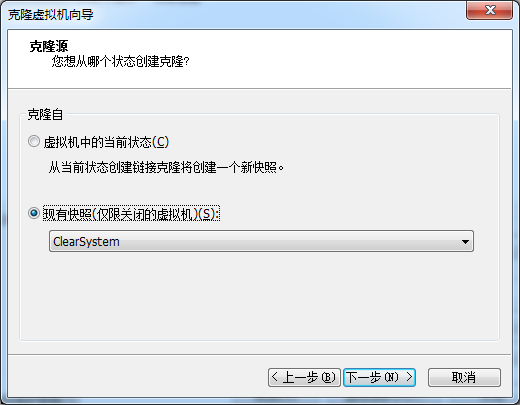 克隆虚拟机向导
克隆源
您想从哪个状态创建克隆?
克隆自
虚拟机中的当前状态(C)
从当前状态创建链接克隆将创建一个新快照。
现有快照(仅限关闭的虚拟机)(S):
ClearSystem
< 上一步(B) 下一步(N) > 取消